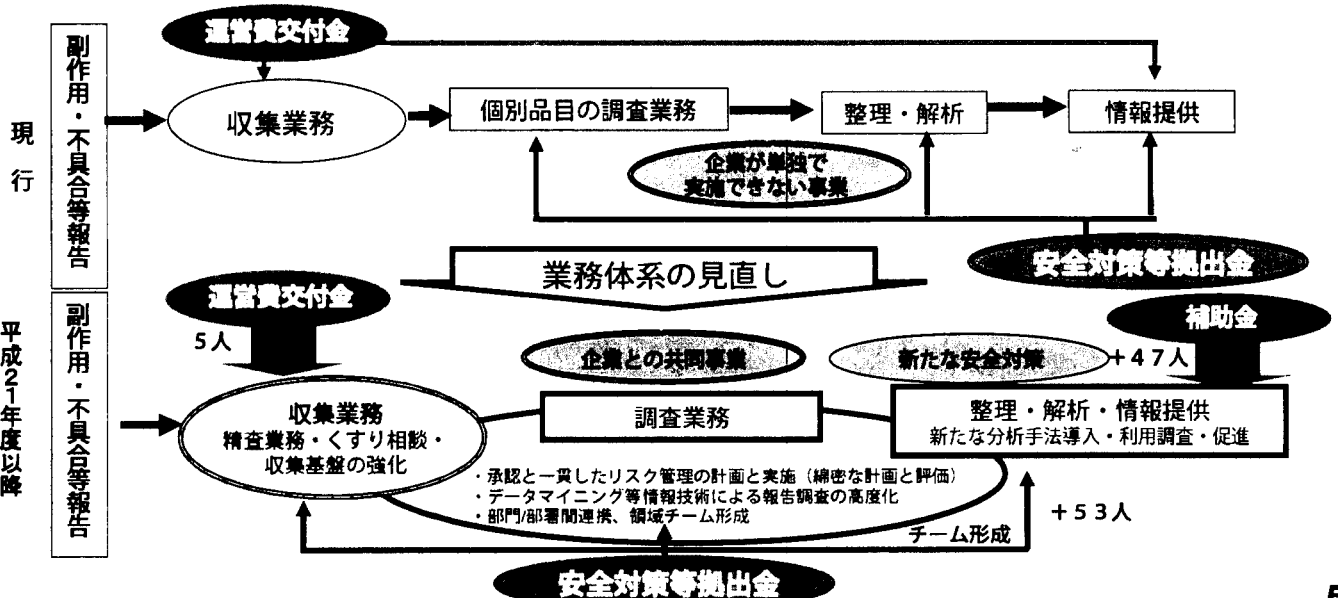 現行
副作用・不具合等報告
運営費交付金
収集業務
個別品目の調査業務
整理・解析
情報提供
企業が単独で
実施できない事業
安全対策等拠出金
業務体系の見直し
平成21年度以降
副作用・不具合等報告
運営費交付金
5人
補助金
企業との共同事業
新たな安全対策
+47人
収集業務
精査業務・くすり相談・
収集基盤の強化
調査業務
整理・解析・情報提供
新たな分析手法導入・利用調査・促進
・承認と一貫したリスク管理の計画と実施（綿密な計画と評価）
・データマイニング等情報技術による報告調査の高度化
・部門/部署間連携、領域チーム形成
チーム形成
+53人
安全対策等拠出金
5